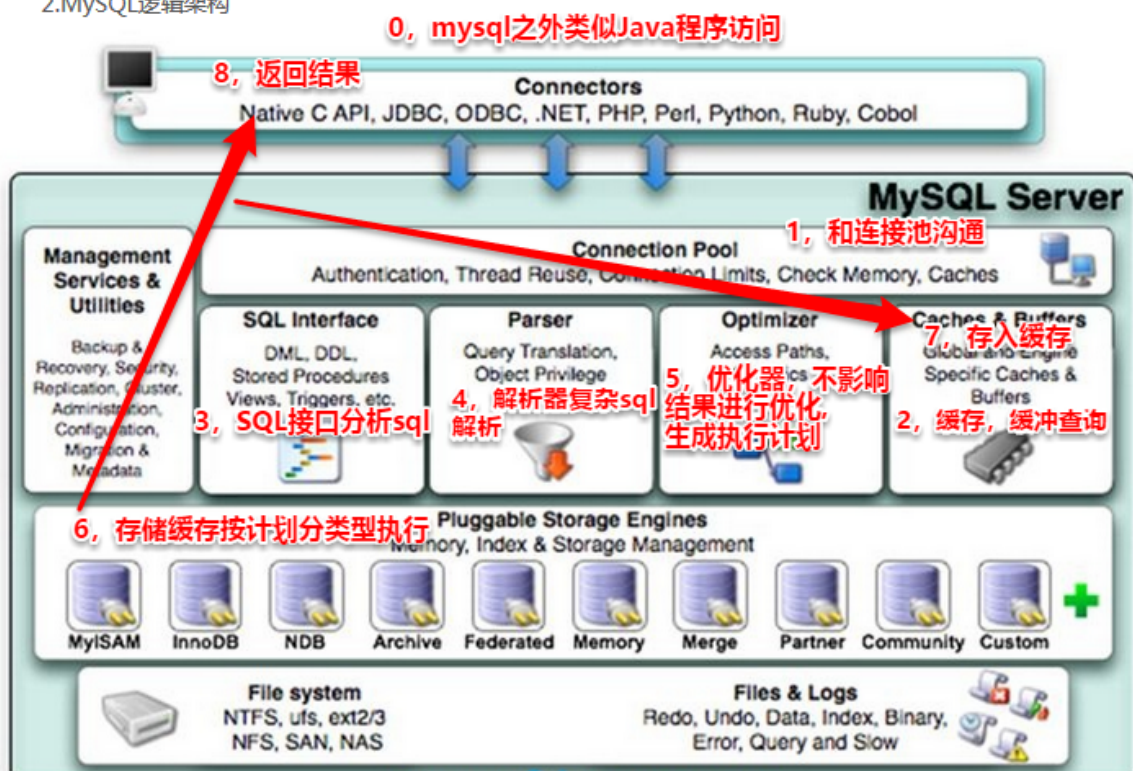 2.MySQL逻辑架构
0，mysql之外类似Java程序访问
8，返回结果
Connectors
Native C API, JDBC, ODBC, .NET, PHP, Perl, Python, Ruby, Cobol
MySQL Server
1，和连接池沟通
Management
Services &
Utilities
Backup &
Recovery, Security,
Replication, Cluster,
Administration,
Configuration,
Migration &
Metadata
Connection Pool
Authentication, Thread Reuse, Connection Limits, Check Memory, Caches
SQL Interface
DML, DDL,
Stored Procedures
Views, Triggers, etc.
3，SQL接口分析sql
Parser
Query Translation,
Object Privilege
4，解析器复杂sql
解析
Optimizer
Access Paths,
5，优化器，不影响
结果进行优化，
生成执行计划
Caches & Buffers
7，存入缓存
Global and Engine
Specific Caches &
Buffers
2，缓存，缓冲查询
6，存储缓存按计划分类型执行
Pluggable Storage Engines
Memory, Index & Storage Management
MyISAM InnoDB NDB Archive Federated Memory Merge Partner Community Custom
File system
NTFS, ufs, ext2/3
NFS, SAN, NAS
Files & Logs
Redo, Undo, Data, Index, Binary,
Error, Query and Slow